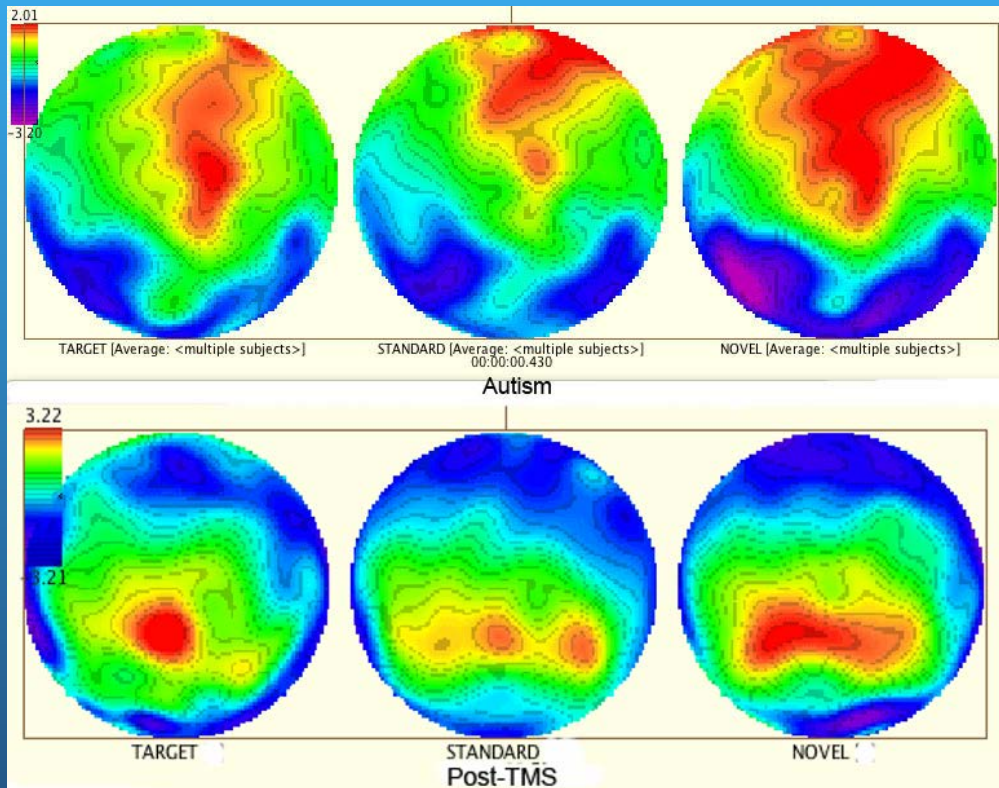 2.01
-3.20
TARGET [Average: <multiple subjects>] STANDARD [Average: <multiple subjects>] NOVEL [Average: <multiple subjects>]
00:00:00.430
Autism
3.22
-3.21
TARGET STANDARD NOVEL
Post-TMS